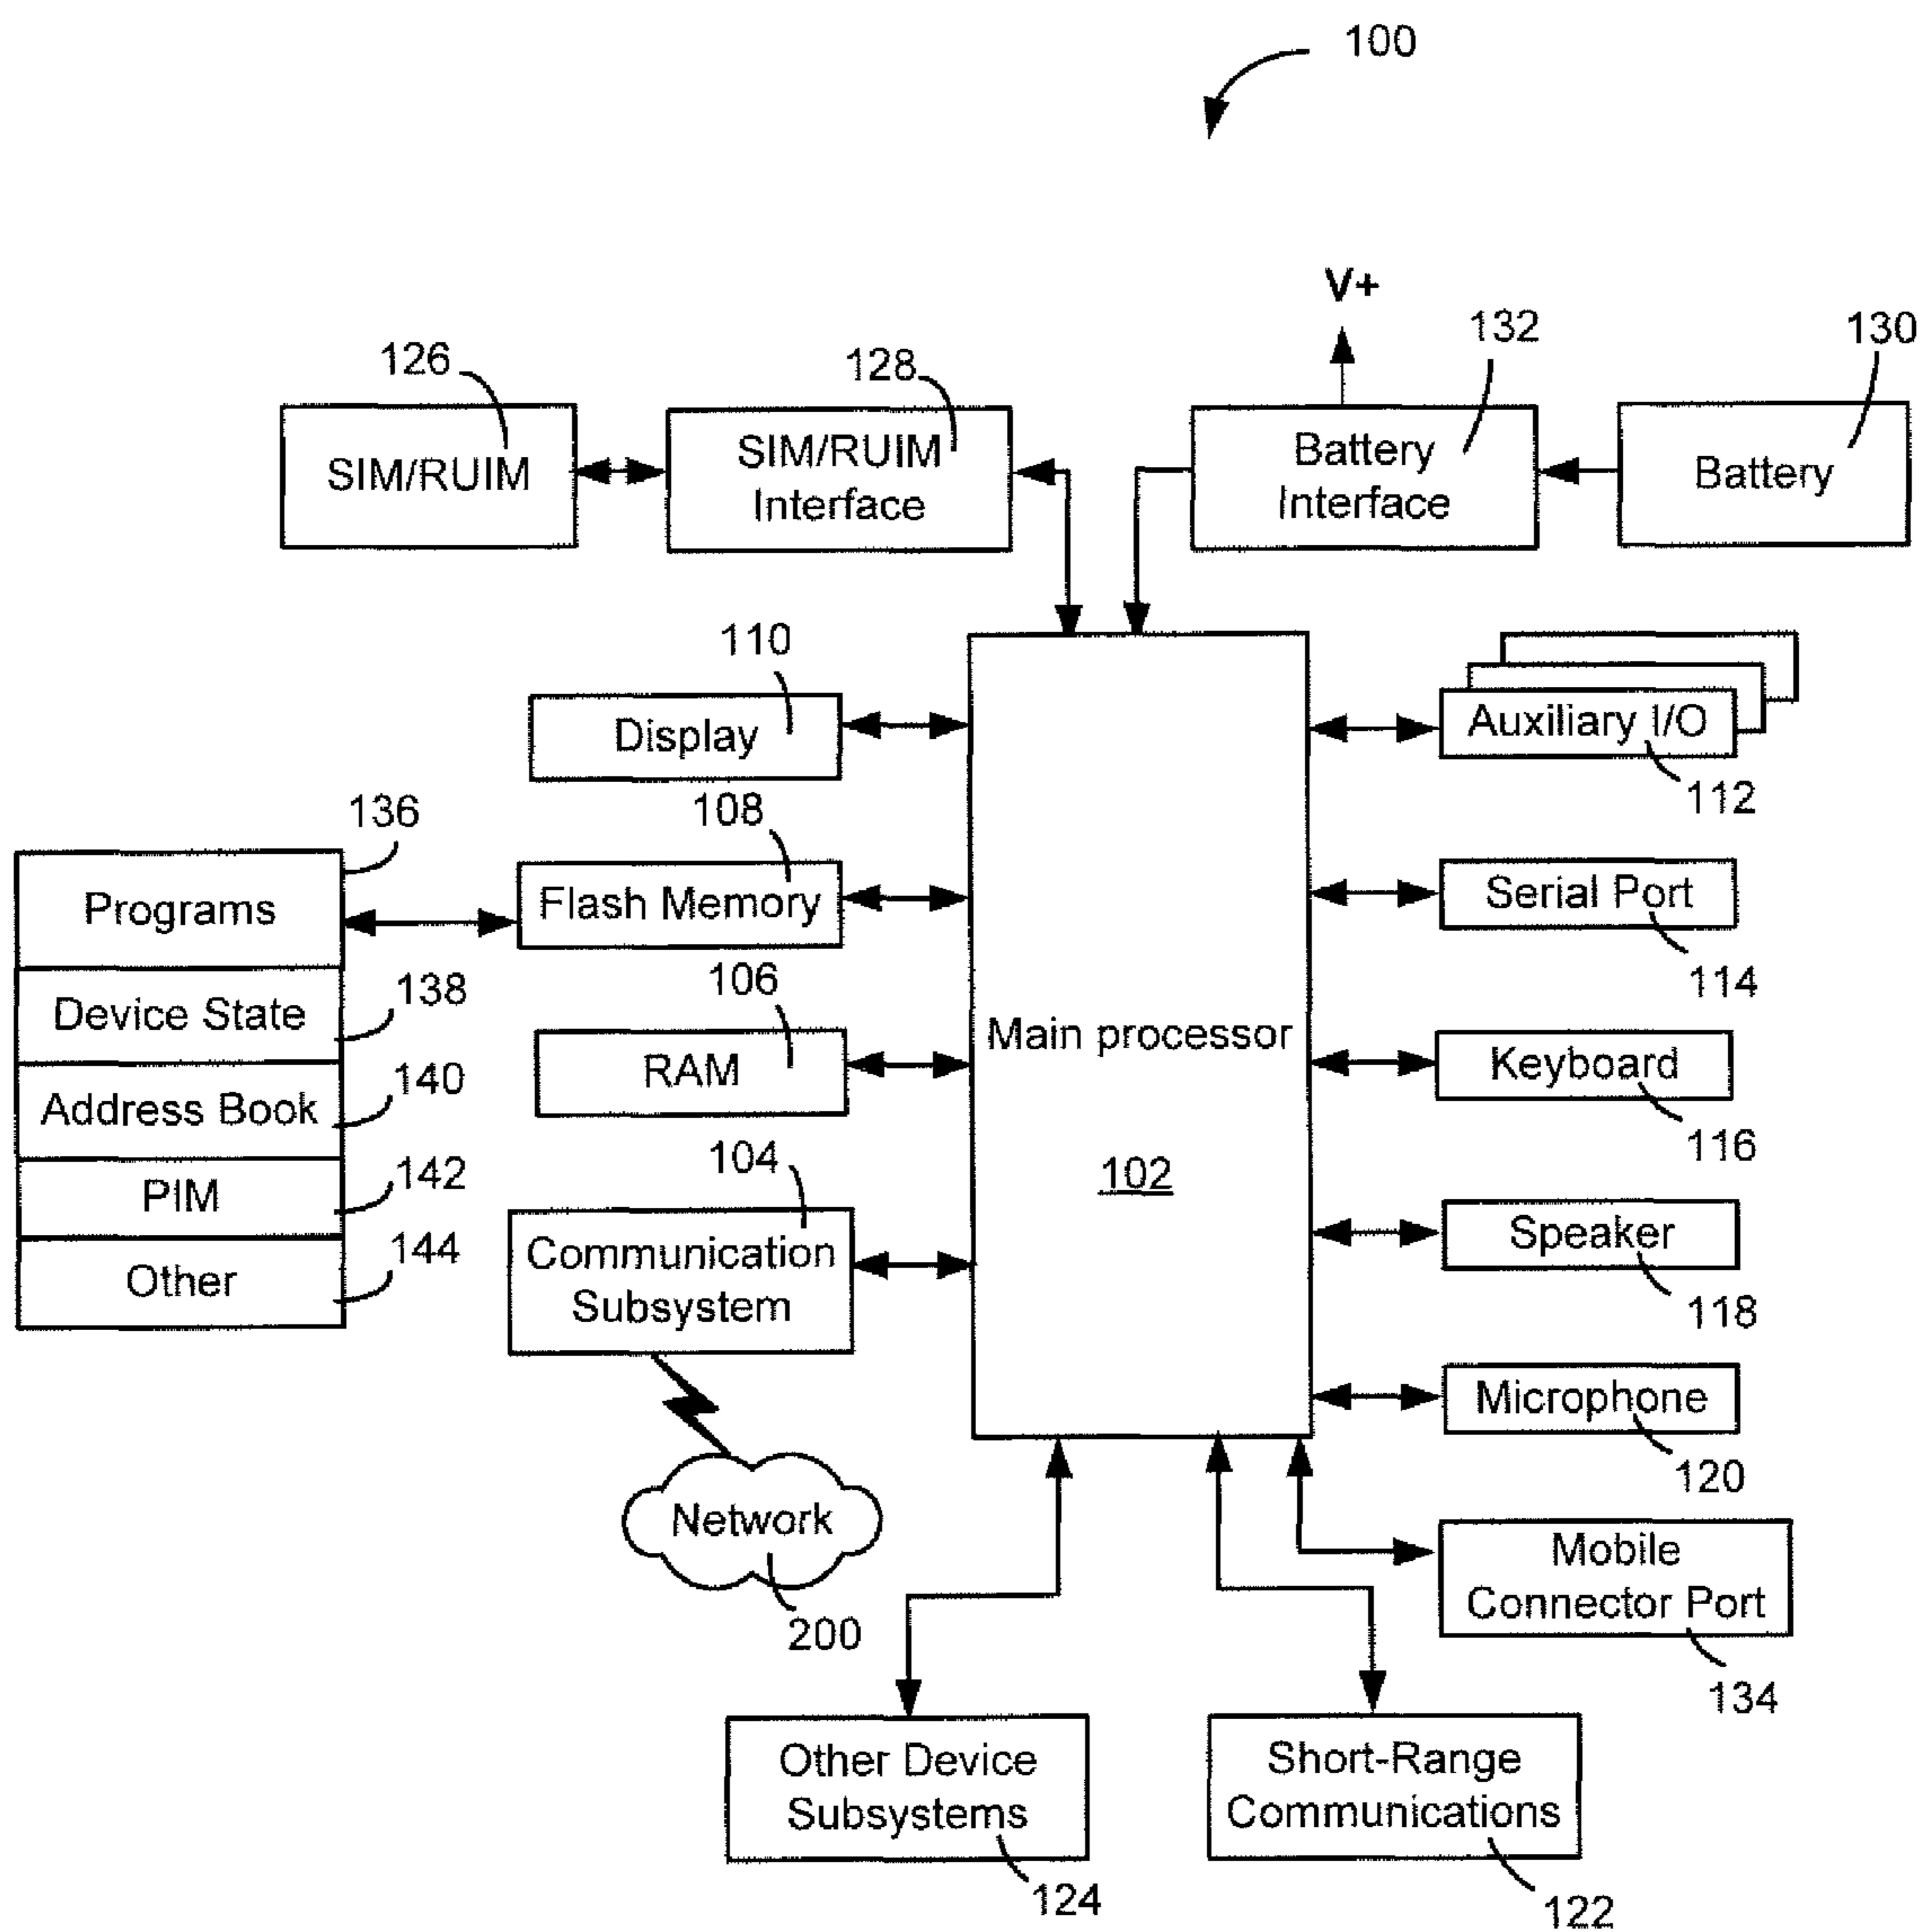 100
V+
132
130
126
128
SIM/RUIM
SIM/RUIM
Interface
Battery
Interface
Battery
110
Display
Auxiliary I/O
112
136
108
Programs
Flash Memory
Serial Port
114
138
Device State
106
RAM
Main processor
102
Keyboard
116
140
Address Book
142
PIM
144
Other
104
Communication
Subsystem
Speaker
118
Microphone
120
Network
200
Mobile
Connector Port
134
Other Device
Subsystems
124
Short-Range
Communications
122